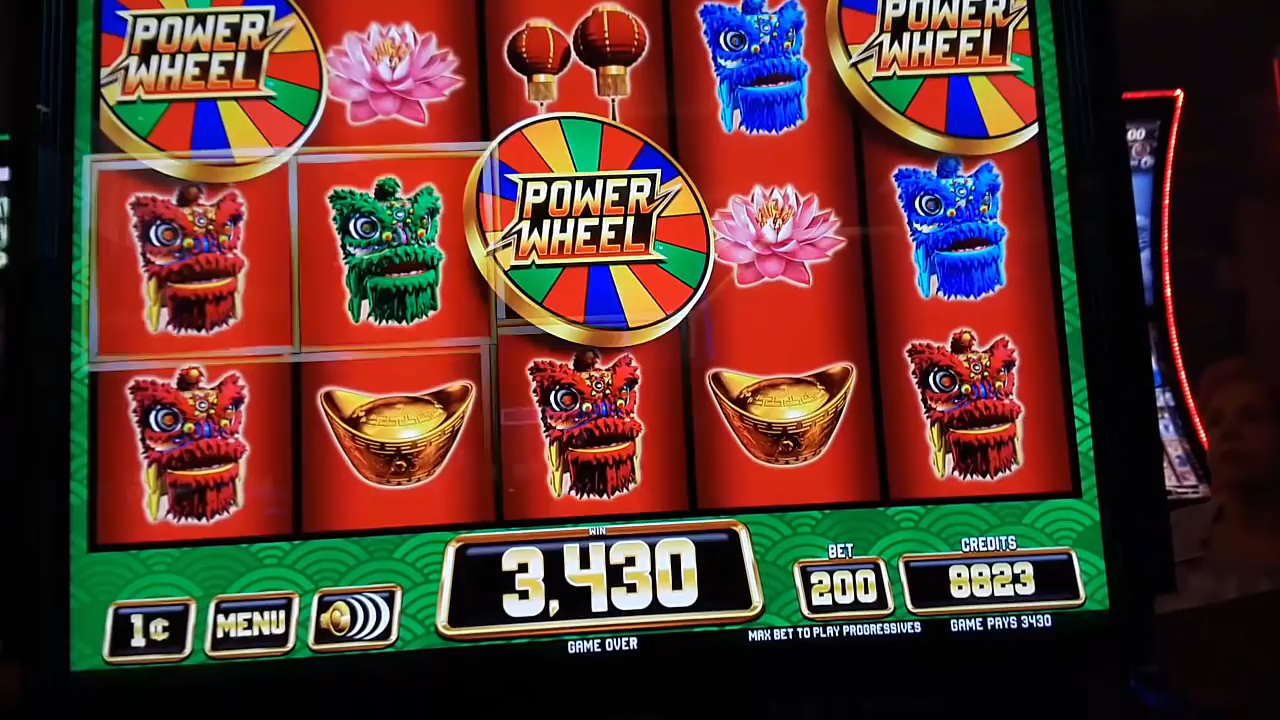 POWER
WHEEL
POWER
WHEEL
POWER
WHEEL
00
WIN
3,430
BET
200
CREDITS
8823
1¢
MENU
GAME OVER
MAX BET TO PLAY PROGRESSIVES
GAME PAYS 3430